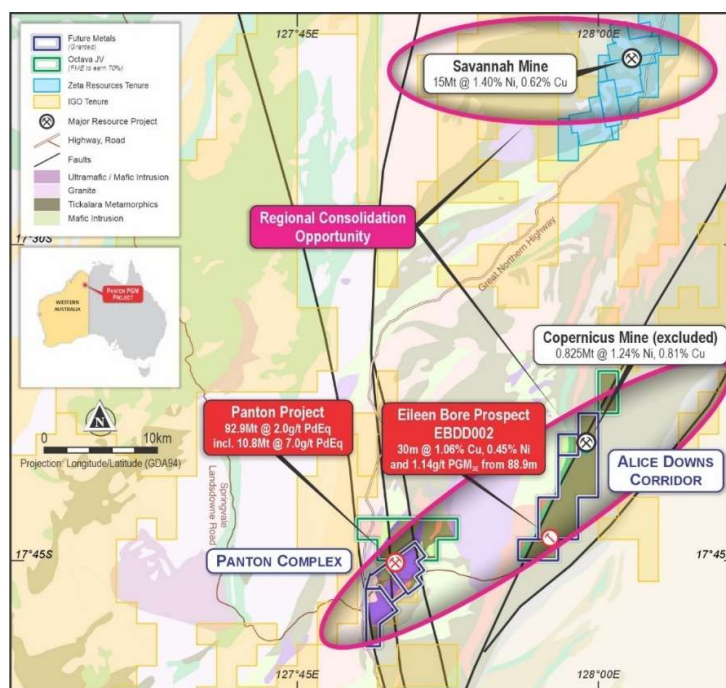 Future Metals
(Granted)
Octava JV
(FME to earn 70%)
Zeta Resources Tenure
IGO Tenure
Major Resource Project
Highway, Road
Faults
Ultramafic / Mafic Intrusion
Granite
Tickalara Metamorphics
Mafic Intrusion
127°45E
128°00E
Savannah Mine
15Mt @ 1.40% Ni, 0.62% Cu
Regional Consolidation
Opportunity
17°30S
Great Northern Highway
WESTERN
AUSTRALIA
PANTON PGM
PROJECT
N
0
10km
Projection: Longitude/Latitude (GDA94)
Copernicus Mine (excluded)
0.825Mt @ 1.24% Ni, 0.81% Cu
Panton Project
92.9Mt @ 2.0g/t PdEq
incl. 10.8Mt @ 7.0g/t PdEq
Eileen Bore Prospect
EBDD002
30m @ 1.06% Cu, 0.45% Ni
and 1.14g/t PGM from 88.9m
ALICE DOWNS
CORRIDOR
Springvale
Landsdowne Road
PANTON COMPLEX
17°45S
17°45S
127°45E
128°00E